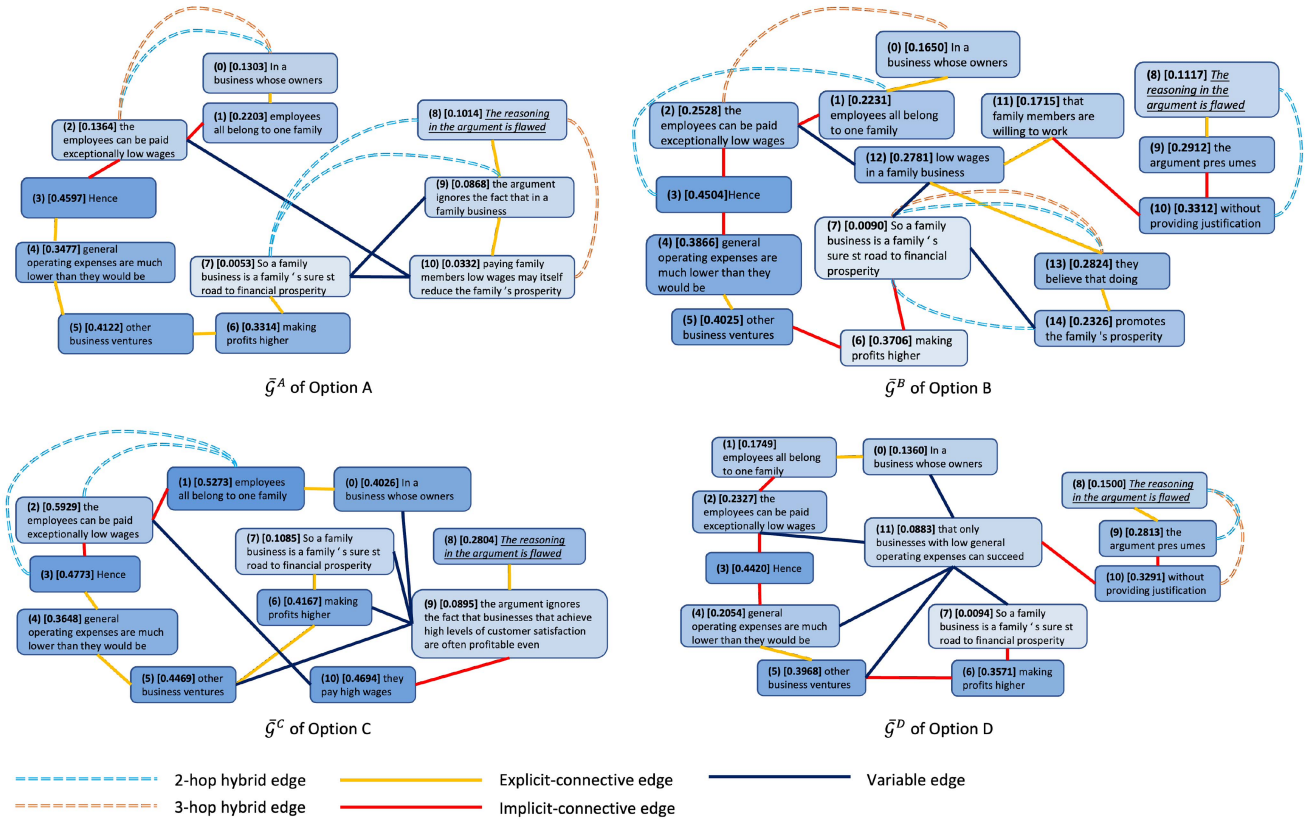 (0) [0.1303] In a
business whose owners
(1) [0.2203] employees
all belong to one family
(2) [0.1364] the
employees can be paid
exceptionally low wages
(3) [0.4597] Hence
(4) [0.3477] general
operating expenses are much
lower than they would be
(5) [0.4122] other
business ventures
(6) [0.3314] making
profits higher
(7) [0.0053] So a family
business is a family ' s sure st
road to financial prosperity
(8) [0.1014] The reasoning
in the argument is flawed
(9) [0.0868] the argument
ignores the fact that in a
family business
(10) [0.0332] paying family
members low wages may itself
reduce the family 's prosperity
𝒢̄ᴬ of Option A
(0) [0.1650] In a
business whose owners
(1) [0.2231]
employees all belong
to one family
(2) [0.2528] the
employees can be paid
exceptionally low wages
(3) [0.4504]Hence
(4) [0.3866] general
operating expenses are
much lower than they
would be
(5) [0.4025] other
business ventures
(6) [0.3706] making
profits higher
(7) [0.0090] So a family
business is a family ' s
sure st road to financial
prosperity
(8) [0.1117] The
reasoning in the
argument is flawed
(9) [0.2912] the
argument pres umes
(10) [0.3312] without
providing justification
(11) [0.1715] that
family members are
willing to work
(12) [0.2781] low wages
in a family business
(13) [0.2824] they
believe that doing
(14) [0.2326] promotes
the family 's prosperity
𝒢̄ᴮ of Option B
(0) [0.4026] In a
business whose owners
(1) [0.5273] employees
all belong to one family
(2) [0.5929] the
employees can be paid
exceptionally low wages
(3) [0.4773] Hence
(4) [0.3648] general
operating expenses are much
lower than they would be
(5) [0.4469] other
business ventures
(6) [0.4167] making
profits higher
(7) [0.1085] So a family
business is a family ' s sure st
road to financial prosperity
(8) [0.2804] The reasoning
in the argument is flawed
(9) [0.0895] the argument ignores
the fact that businesses that achieve
high levels of customer satisfaction
are often profitable even
(10) [0.4694] they
pay high wages
𝒢̄ᶜ of Option C
(0) [0.1360] In a
business whose owners
(1) [0.1749]
employees all belong
to one family
(2) [0.2327] the
employees can be paid
exceptionally low wages
(3) [0.4420] Hence
(4) [0.2054] general
operating expenses are much
lower than they would be
(5) [0.3968] other
business ventures
(6) [0.3571] making
profits higher
(7) [0.0094] So a family
business is a family ' s sure st
road to financial prosperity
(8) [0.1500] The reasoning
in the argument is flawed
(9) [0.2813] the
argument pres umes
(10) [0.3291] without
providing justification
(11) [0.0883] that only
businesses with low general
operating expenses can succeed
𝒢̄ᴰ of Option D
2-hop hybrid edge
Explicit-connective edge
Variable edge
3-hop hybrid edge
Implicit-connective edge